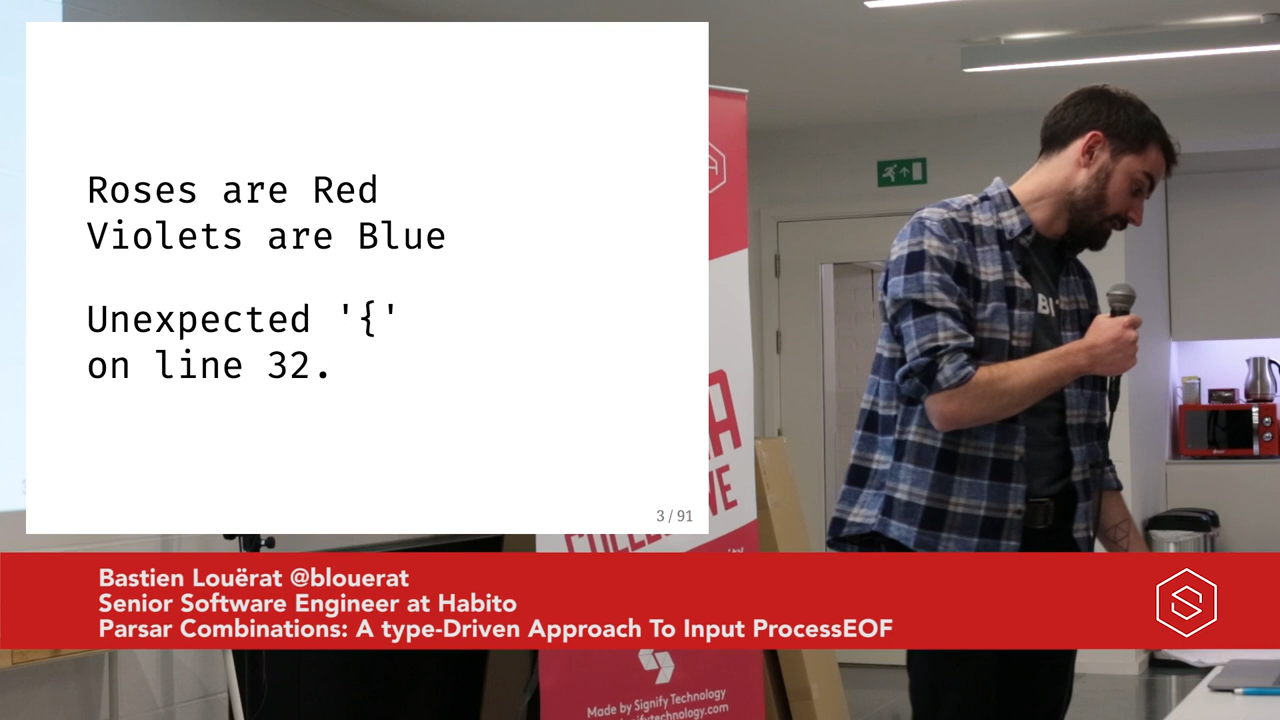 Roses are Red
Violets are Blue
Unexpected '{'
on line 32.
3 / 91
Bastien Louërat @blouerat
Senior Software Engineer at Habito
Parsar Combinations: A type-Driven Approach To Input ProcessEOF
Made by Signify Technology